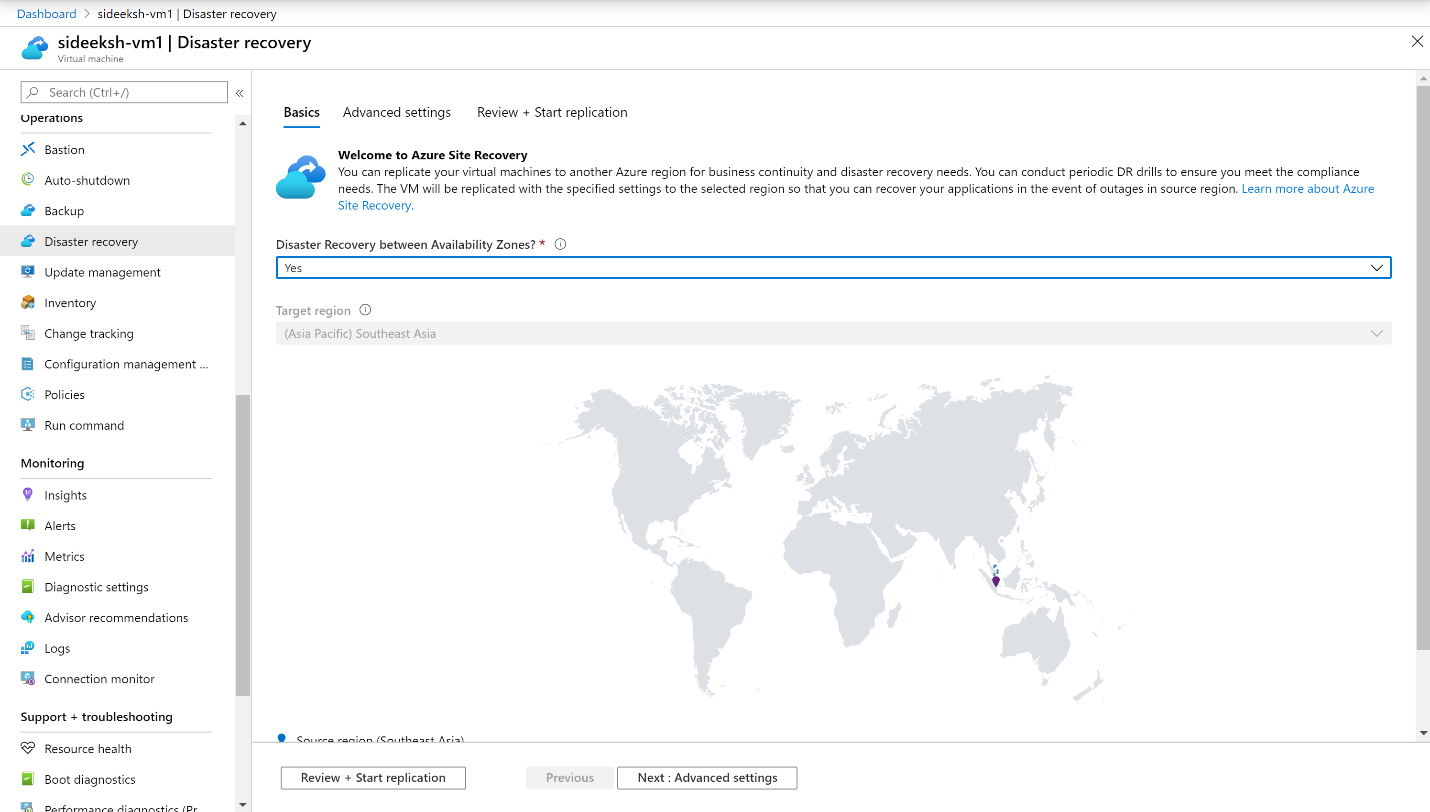 Dashboard > sideeksh-vm1 | Disaster recovery
sideeksh-vm1 | Disaster recovery
Virtual machine
Search (Ctrl+/)
«
Operations
Bastion
Auto-shutdown
Backup
Disaster recovery
Update management
Inventory
Change tracking
Configuration management ...
Policies
Run command
Monitoring
Insights
Alerts
Metrics
Diagnostic settings
Advisor recommendations
Logs
Connection monitor
Support + troubleshooting
Resource health
Boot diagnostics
Performance diagnostics (Pr
Basics Advanced settings Review + Start replication
Welcome to Azure Site Recovery
You can replicate your virtual machines to another Azure region for business continuity and disaster recovery needs. You can conduct periodic DR drills to ensure you meet the compliance
needs. The VM will be replicated with the specified settings to the selected region so that you can recover your applications in the event of outages in source region. Learn more about Azure
Site Recovery.
Disaster Recovery between Availability Zones? *
Yes
Target region
(Asia Pacific) Southeast Asia
Source region (Southeast Asia)
Review + Start replication Previous Next : Advanced settings